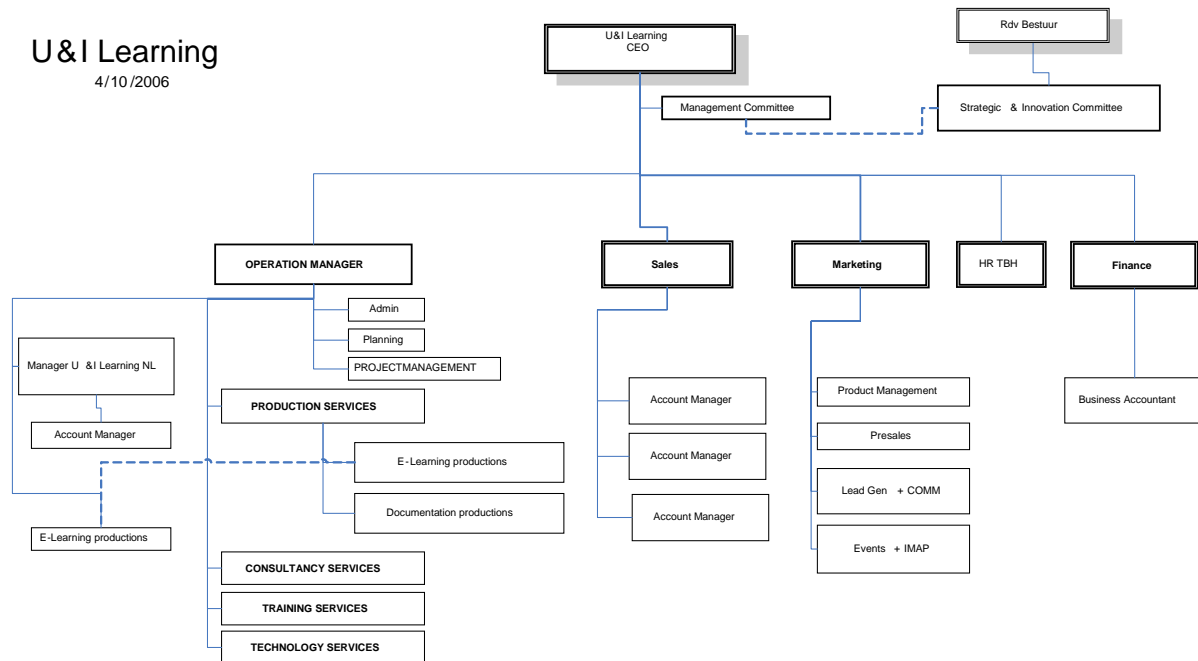 U&I Learning
4/10/2006
U&I Learning
CEO
Rdv Bestuur
Management Committee
Strategic & Innovation Committee
OPERATION MANAGER
Sales
Marketing
HR TBH
Finance
Admin
Planning
PROJECTMANAGEMENT
Manager U &I Learning NL
Account Manager
PRODUCTION SERVICES
E-Learning productions
Documentation productions
E-Learning productions
CONSULTANCY SERVICES
TRAINING SERVICES
TECHNOLOGY SERVICES
Account Manager
Account Manager
Account Manager
Product Management
Presales
Lead Gen + COMM
Events + IMAP
Business Accountant